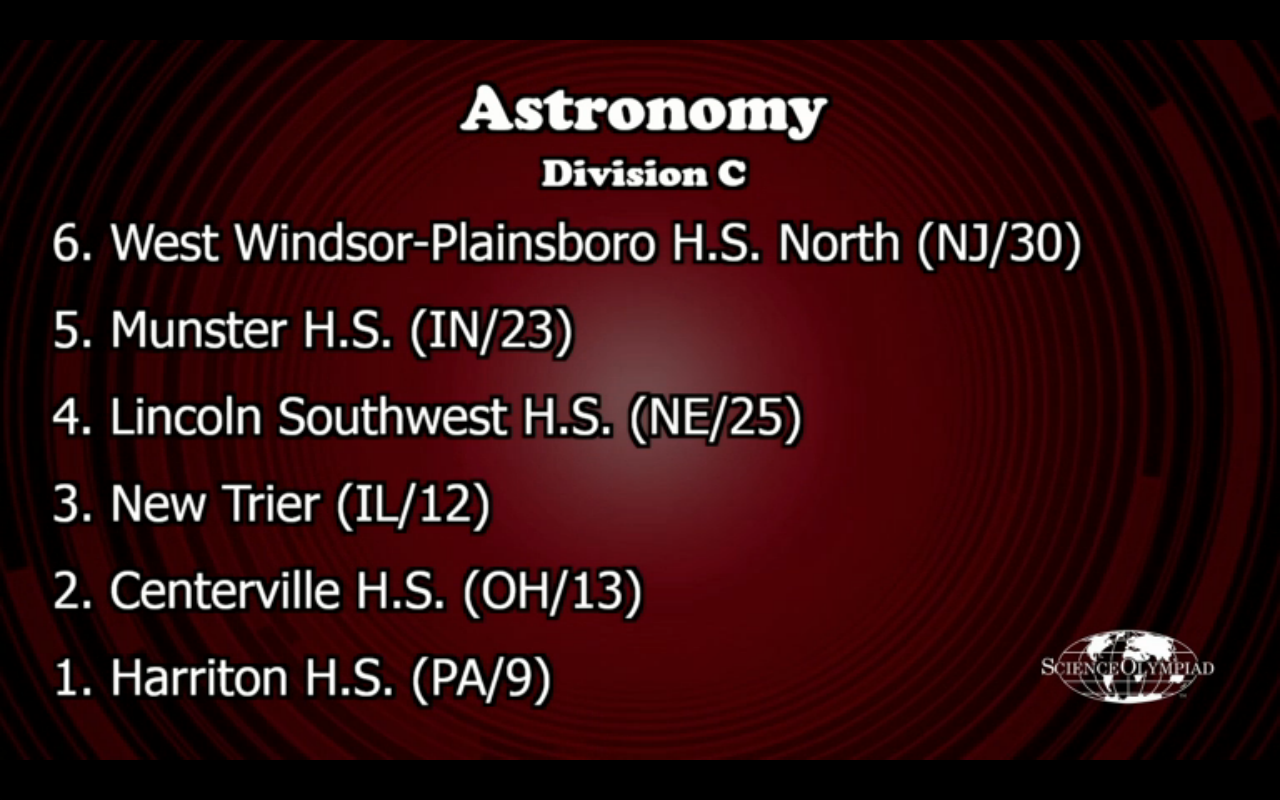 Astronomy
Division C
6. West Windsor-Plainsboro H.S. North (NJ/30)
5. Munster H.S. (IN/23)
4. Lincoln Southwest H.S. (NE/25)
3. New Trier (IL/12)
2. Centerville H.S. (OH/13)
1. Harriton H.S. (PA/9)
SCIENCE OLYMPIAD